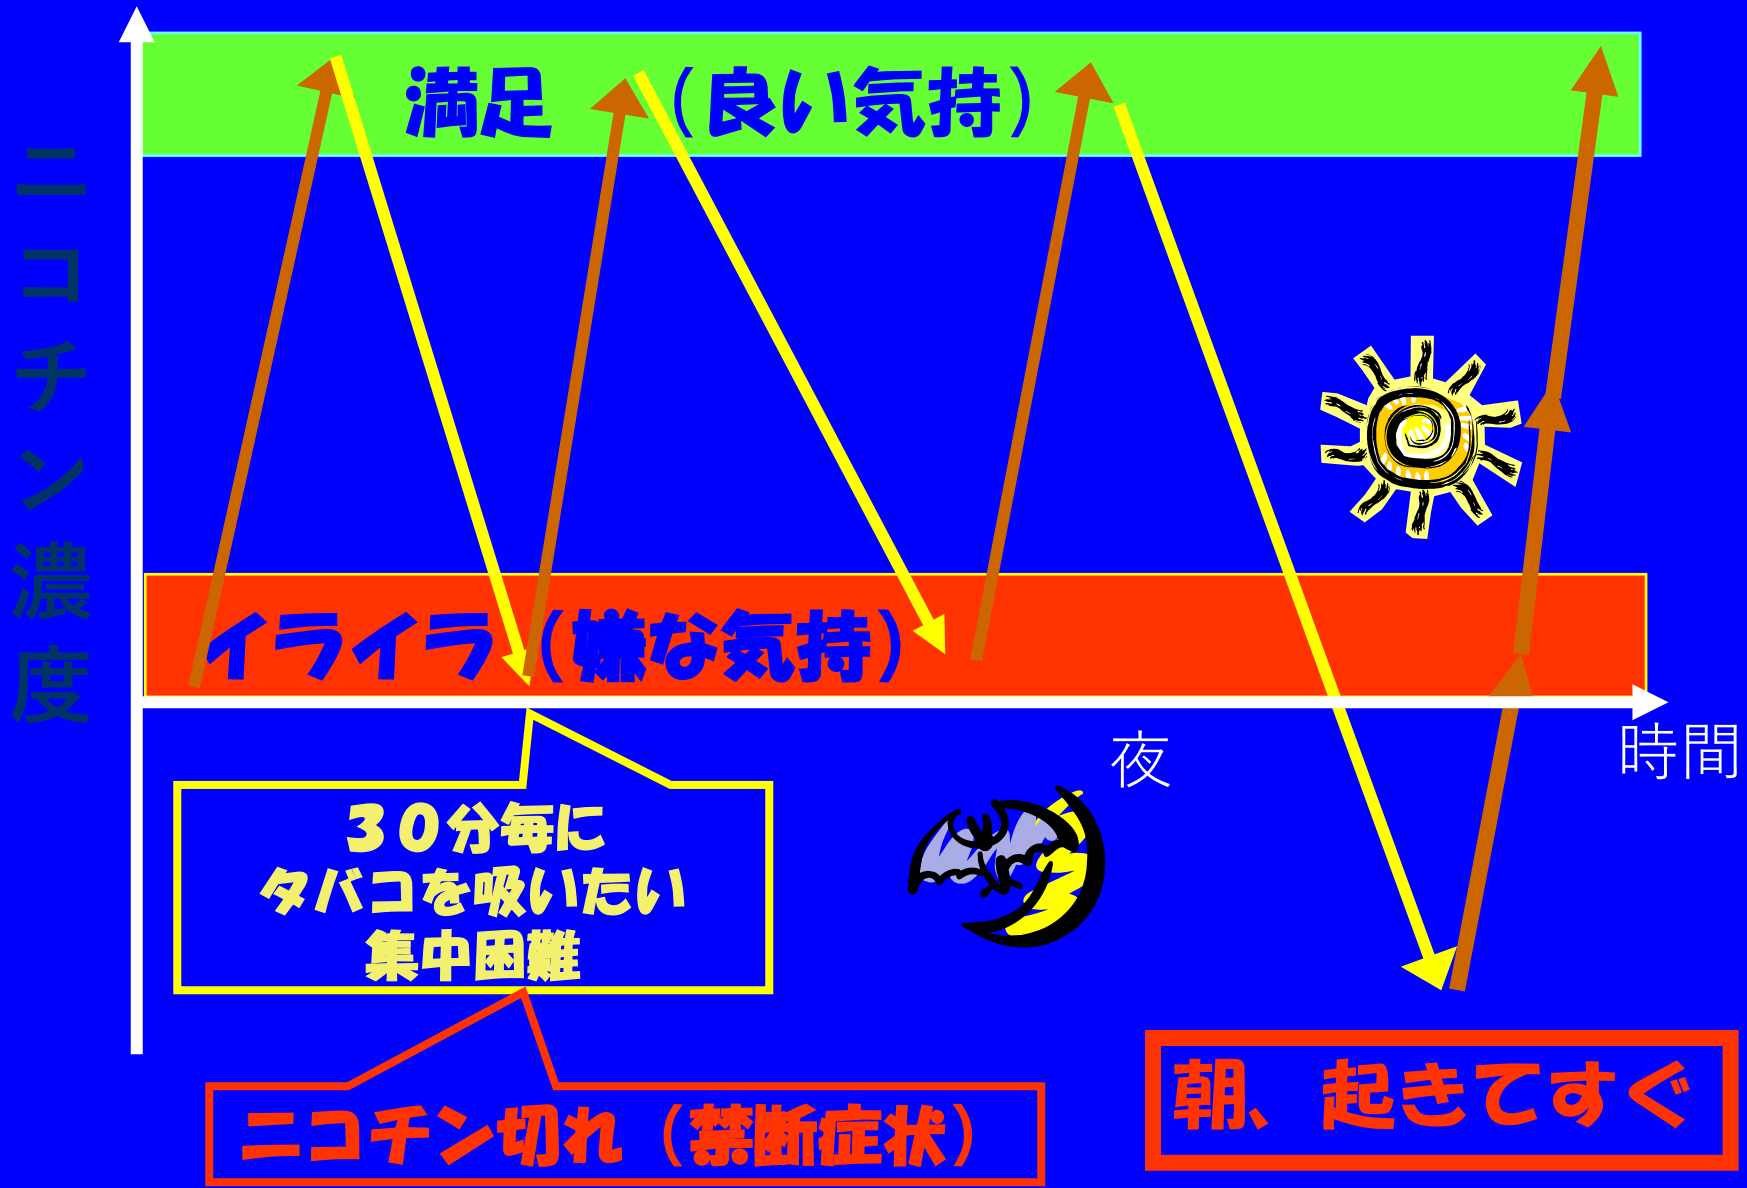 満足　（良い気持）
ニコチン濃度
イライラ（嫌な気持）
夜
時間
３０分毎に
タバコを吸いたい
集中困難
朝、起きてすぐ
ニコチン切れ（禁断症状）